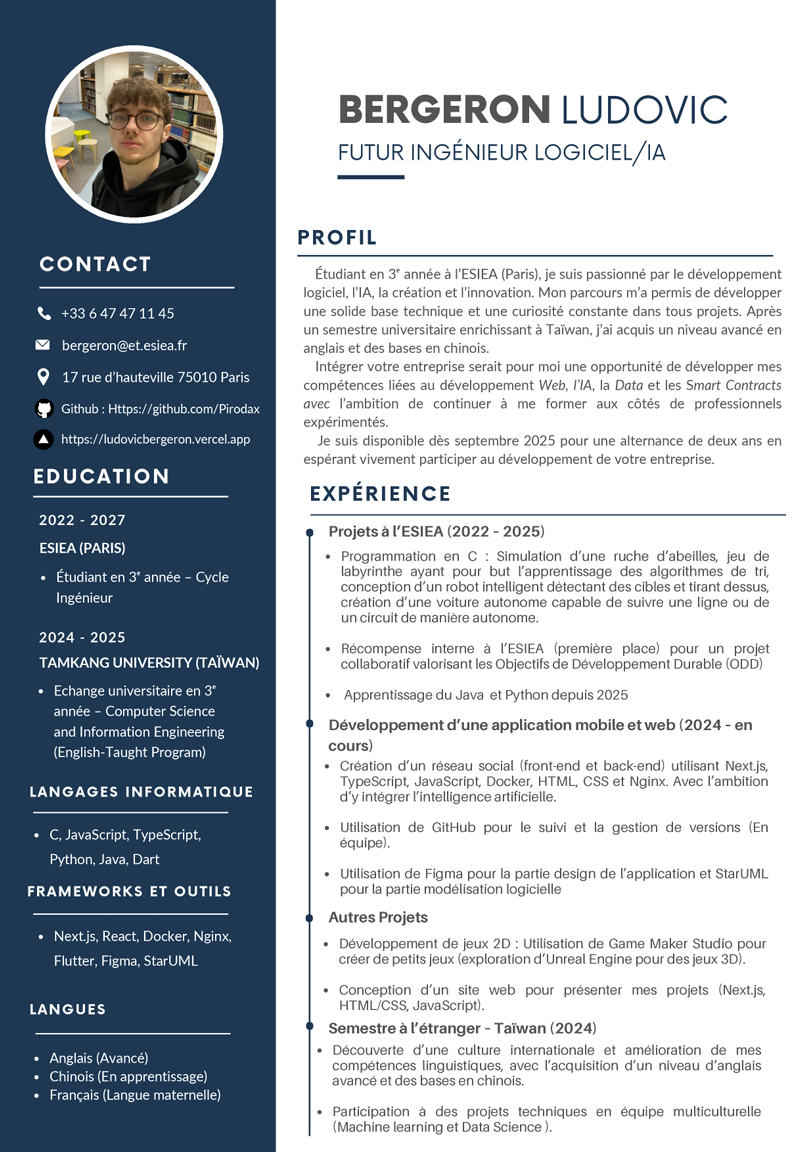 BERGERON LUDOVIC
FUTUR INGÉNIEUR LOGICIEL/IA
CONTACT
+33 6 47 47 11 45
bergeron@et.esiea.fr
17 rue d'hauteville 75010 Paris
Github : Https://github.com/Pirodax
https://ludovicbergeron.vercel.app
EDUCATION
2022 - 2027
ESIEA (PARIS)
• Étudiant en 3e année – Cycle
Ingénieur
2024 - 2025
TAMKANG UNIVERSITY (TAÏWAN)
• Echange universitaire en 3e
année – Computer Science
and Information Engineering
(English-Taught Program)
LANGAGES INFORMATIQUE
• C, JavaScript, TypeScript,
Python, Java, Dart
FRAMEWORKS ET OUTILS
• Next.js, React, Docker, Nginx,
Flutter, Figma, StarUML
LANGUES
• Anglais (Avancé)
• Chinois (En apprentissage)
• Français (Langue maternelle)
PROFIL
Étudiant en 3e année à l'ESIEA (Paris), je suis passionné par le développement
logiciel, l'IA, la création et l'innovation. Mon parcours m'a permis de développer
une solide base technique et une curiosité constante dans tous projets. Après
un semestre universitaire enrichissant à Taïwan, j'ai acquis un niveau avancé en
anglais et des bases en chinois.
Intégrer votre entreprise serait pour moi une opportunité de développer mes
compétences liées au développement Web, l'IA, la Data et les Smart Contracts
avec l'ambition de continuer à me former aux côtés de professionnels
expérimentés.
Je suis disponible dès septembre 2025 pour une alternance de deux ans en
espérant vivement participer au développement de votre entreprise.
EXPÉRIENCE
Projets à l'ESIEA (2022 - 2025)
• Programmation en C : Simulation d'une ruche d'abeilles, jeu de
labyrinthe ayant pour but l'apprentissage des algorithmes de tri,
conception d'un robot intelligent détectant des cibles et tirant dessus,
création d'une voiture autonome capable de suivre une ligne ou de
un circuit de manière autonome.
• Récompense interne à l'ESIEA (première place) pour un projet
collaboratif valorisant les Objectifs de Développement Durable (ODD)
• Apprentissage du Java et Python depuis 2025
Développement d'une application mobile et web (2024 - en
cours)
• Création d'un réseau social (front-end et back-end) utilisant Next.js,
TypeScript, JavaScript, Docker, HTML, CSS et Nginx. Avec l'ambition
d'y intégrer l'intelligence artificielle.
• Utilisation de GitHub pour le suivi et la gestion de versions (En
équipe).
• Utilisation de Figma pour la partie design de l'application et StarUML
pour la partie modélisation logicielle
Autres Projets
• Développement de jeux 2D : Utilisation de Game Maker Studio pour
créer de petits jeux (exploration d'Unreal Engine pour des jeux 3D).
• Conception d'un site web pour présenter mes projets (Next.js,
HTML/CSS, JavaScript).
Semestre à l'étranger - Taïwan (2024)
• Découverte d'une culture internationale et amélioration de mes
compétences linguistiques, avec l'acquisition d'un niveau d'anglais
avancé et des bases en chinois.
• Participation à des projets techniques en équipe multiculturelle
(Machine learning et Data Science ).